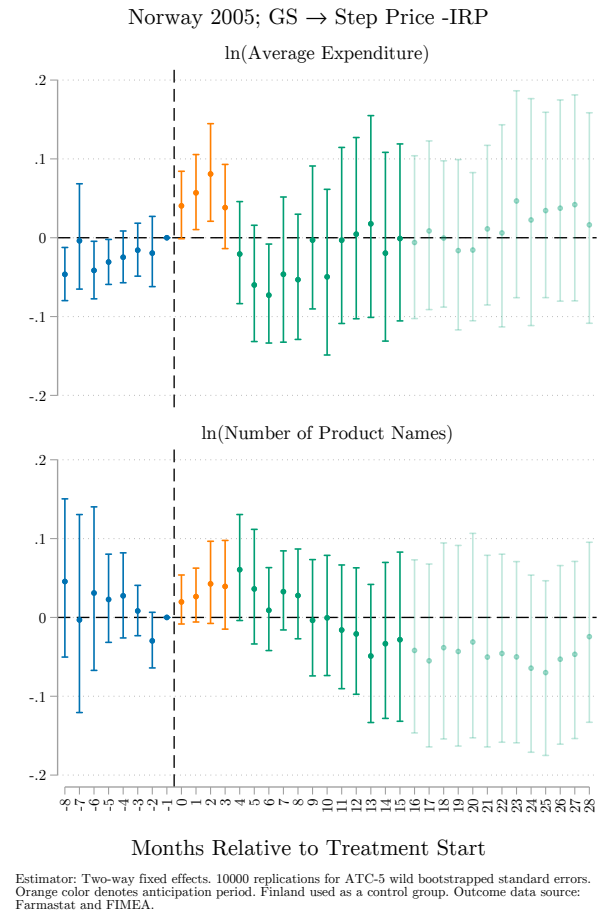 Norway 2005; GS → Step Price -IRP
ln(Average Expenditure)
.2
.1
0
-.1
-.2
ln(Number of Product Names)
.2
.1
0
-.1
-.2
-8 -7 -6 -5 -4 -3 -2 -1 0 1 2 3 4 5 6 7 8 9 10 11 12 13 14 15 16 17 18 19 20 21 22 23 24 25 26 27 28
Months Relative to Treatment Start
Estimator: Two-way fixed effects. 10000 replications for ATC-5 wild bootstrapped standard errors.
Orange color denotes anticipation period. Finland used as a control group. Outcome data source:
Farmastat and FIMEA.